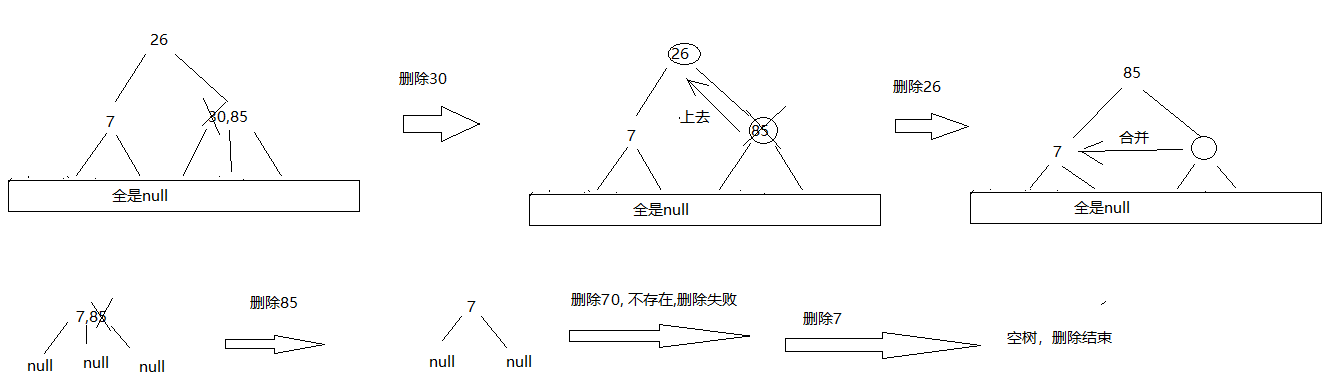 26
7
30,85
全是null
删除30
26
上去
7
85
全是null
删除26
85
合并
7
全是null
7,85
null
null
null
删除85
7
null
null
删除70, 不存在,删除失败
删除7
空树，删除结束